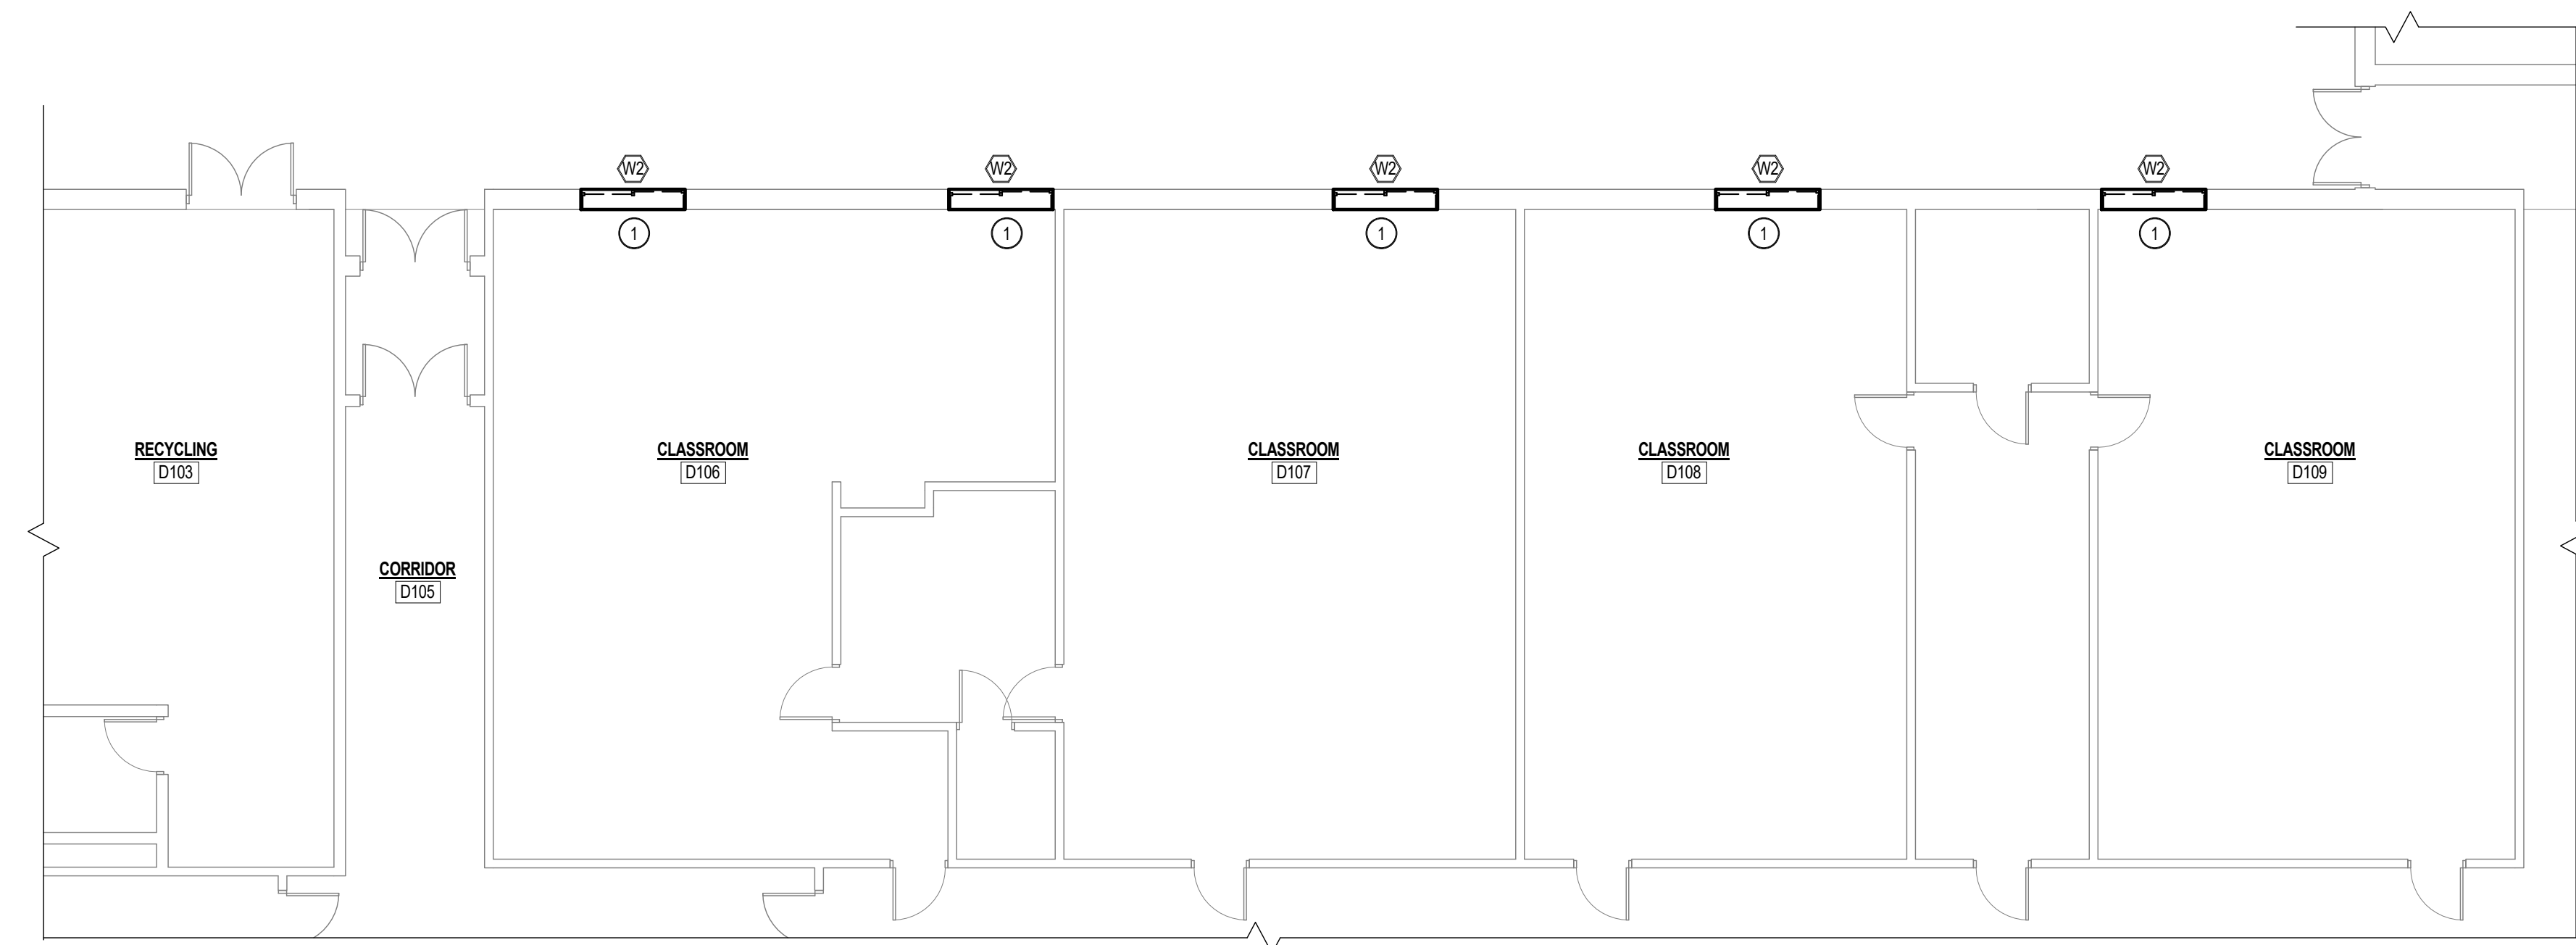 W2
W2
W2
W2
W2
1
1
1
1
1
RECYCLING
D103
CLASSROOM
D106
CLASSROOM
D107
CLASSROOM
D108
CLASSROOM
D109
CORRIDOR
D105